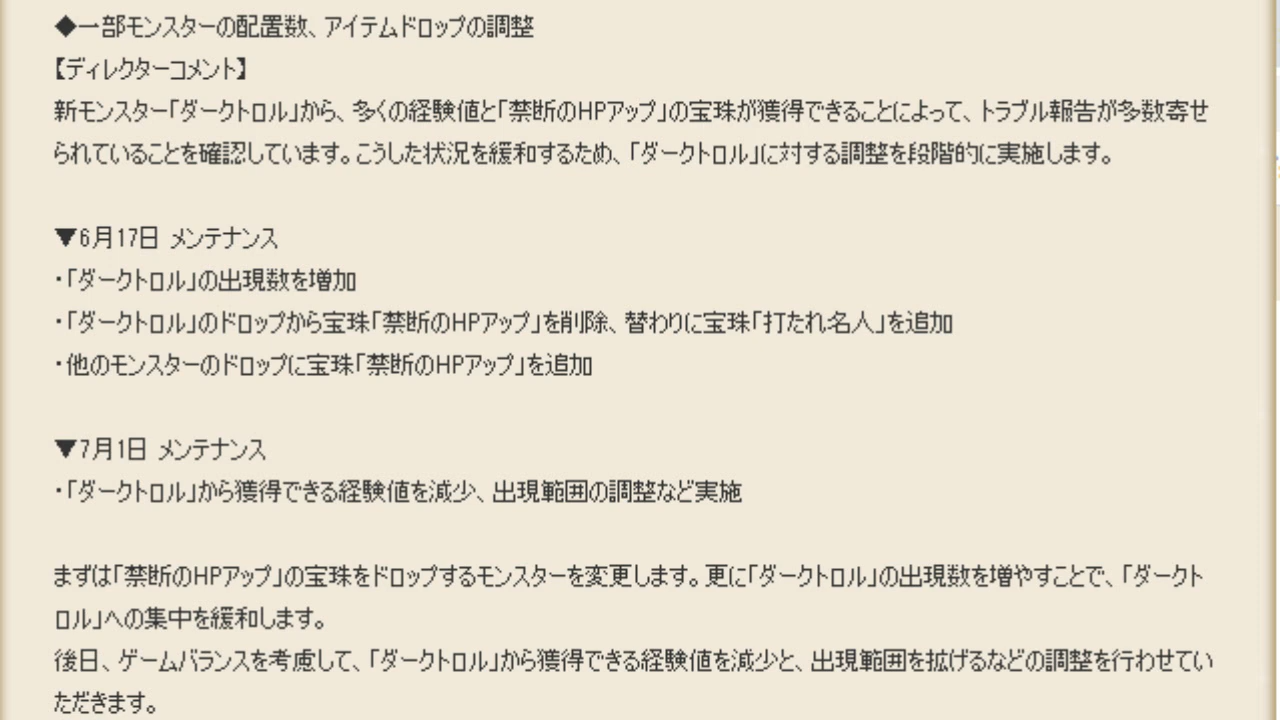 ◆一部モンスターの配置数、アイテムドロップの調整
【ディレクターコメント】
新モンスター「ダークトロル」から、多くの経験値と「禁断のHPアップ」の宝珠が獲得できることによって、トラブル報告が多数寄せ
られていることを確認しています。こうした状況を緩和するため、「ダークトロル」に対する調整を段階的に実施します。
▼6月17日 メンテナンス
・「ダークトロル」の出現数を増加
・「ダークトロル」のドロップから宝珠「禁断のHPアップ」を削除、替わりに宝珠「打たれ名人」を追加
・他のモンスターのドロップに宝珠「禁断のHPアップ」を追加
▼7月1日 メンテナンス
・「ダークトロル」から獲得できる経験値を減少、出現範囲の調整など実施
まずは「禁断のHPアップ」の宝珠をドロップするモンスターを変更します。更に「ダークトロル」の出現数を増やすことで、「ダークト
ロル」への集中を緩和します。
後日、ゲームバランスを考慮して、「ダークトロル」から獲得できる経験値を減少と、出現範囲を拡げるなどの調整を行わせてい
ただきます。